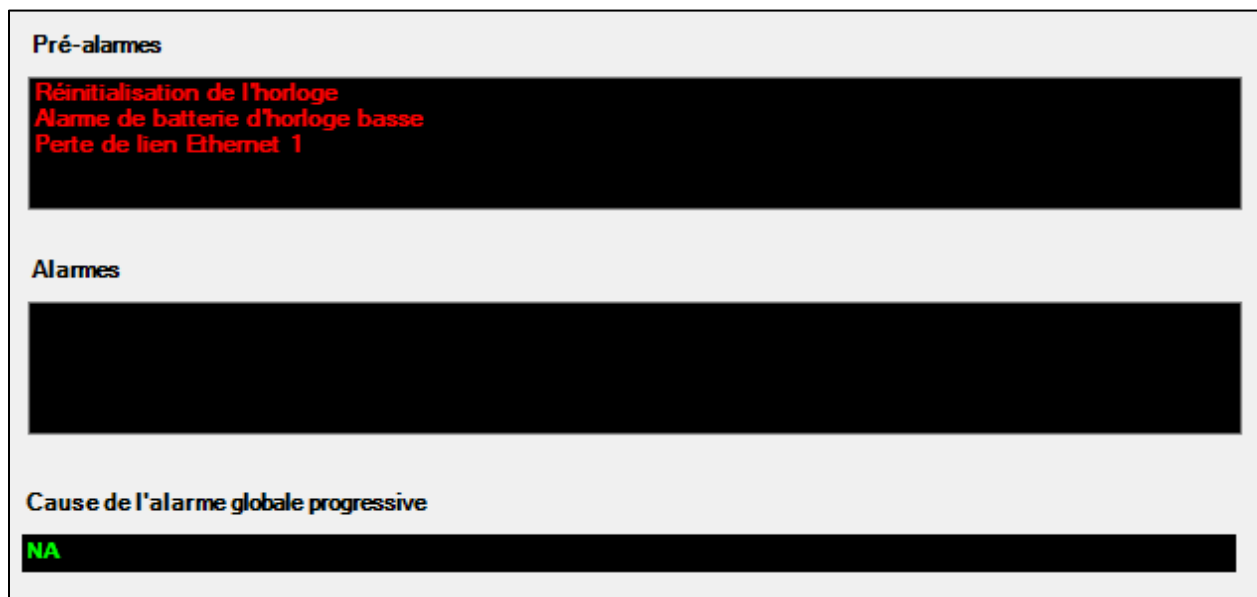 Pré-alarmes
Réinitialisation de l'horloge
Alarme de batterie d'horloge basse
Perte de lien Ethernet 1
Alarmes
Cause de l'alarme globale progressive
NA